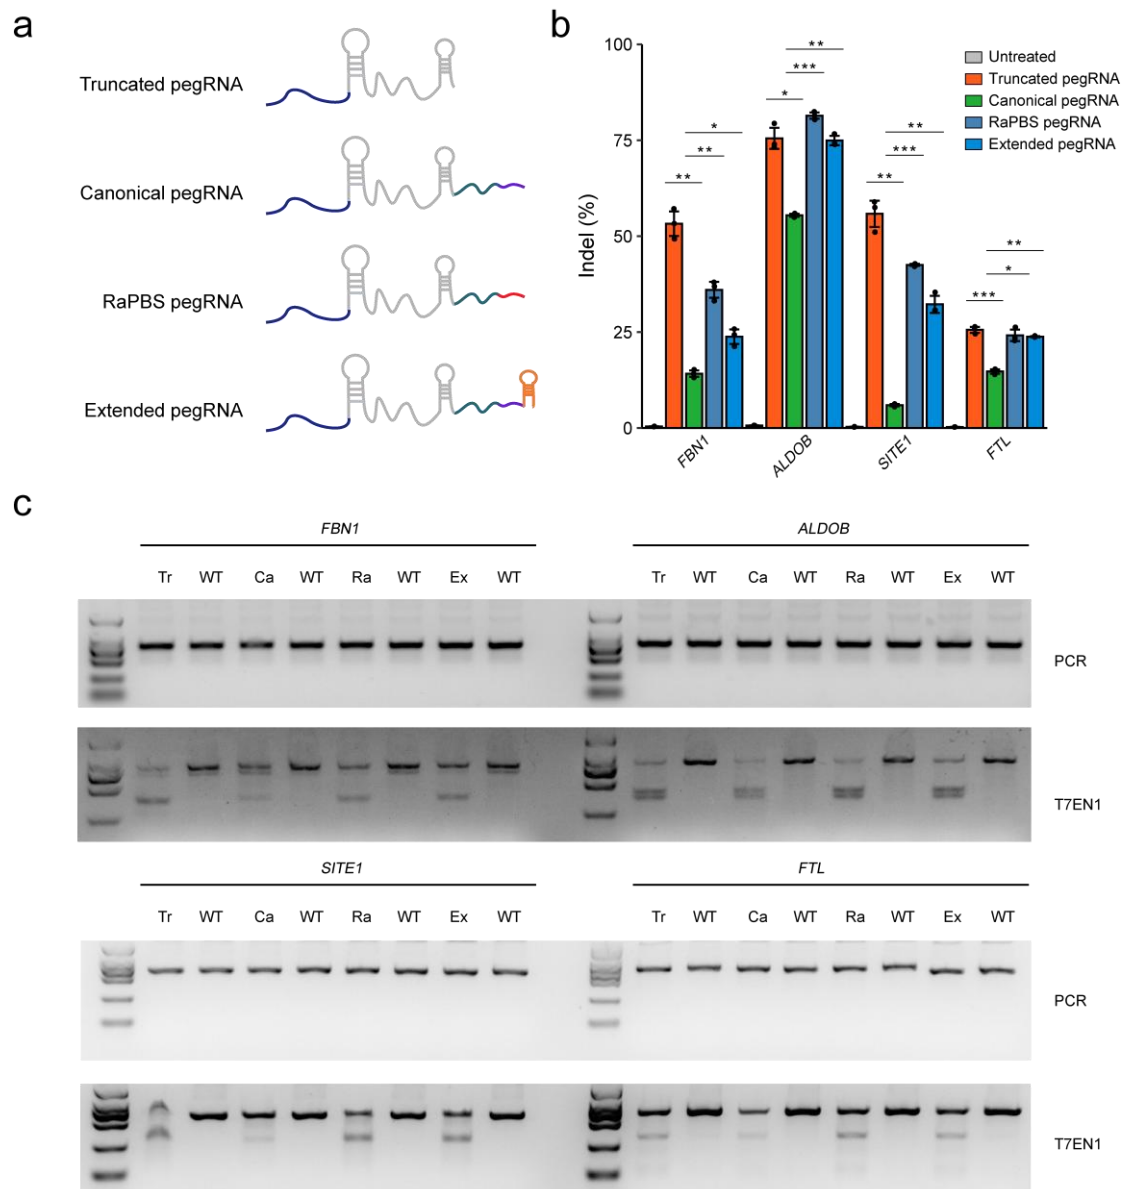 a
Truncated pegRNA
Canonical pegRNA
RaPBS pegRNA
Extended pegRNA
b
Indel (%)
100
75
50
25
0
** ** *
* *** **
** *** **
*** * **
FBN1
ALDOB
SITE1
FTL
Untreated
Truncated pegRNA
Canonical pegRNA
RaPBS pegRNA
Extended pegRNA
c
FBN1 ALDOB
Tr WT Ca WT Ra WT Ex WT Tr WT Ca WT Ra WT Ex WT
PCR
T7EN1
SITE1 FTL
Tr WT Ca WT Ra WT Ex WT Tr WT Ca WT Ra WT Ex WT
PCR
T7EN1